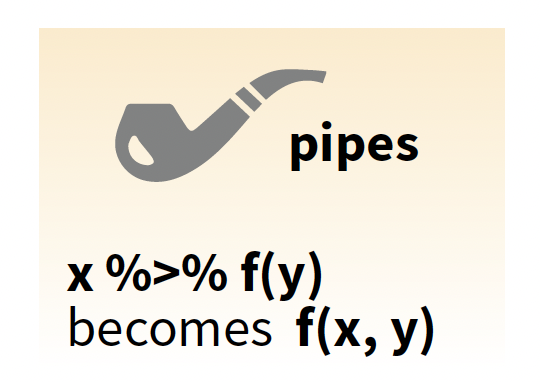 pipes
x %>% f(y)
becomes f(x, y)